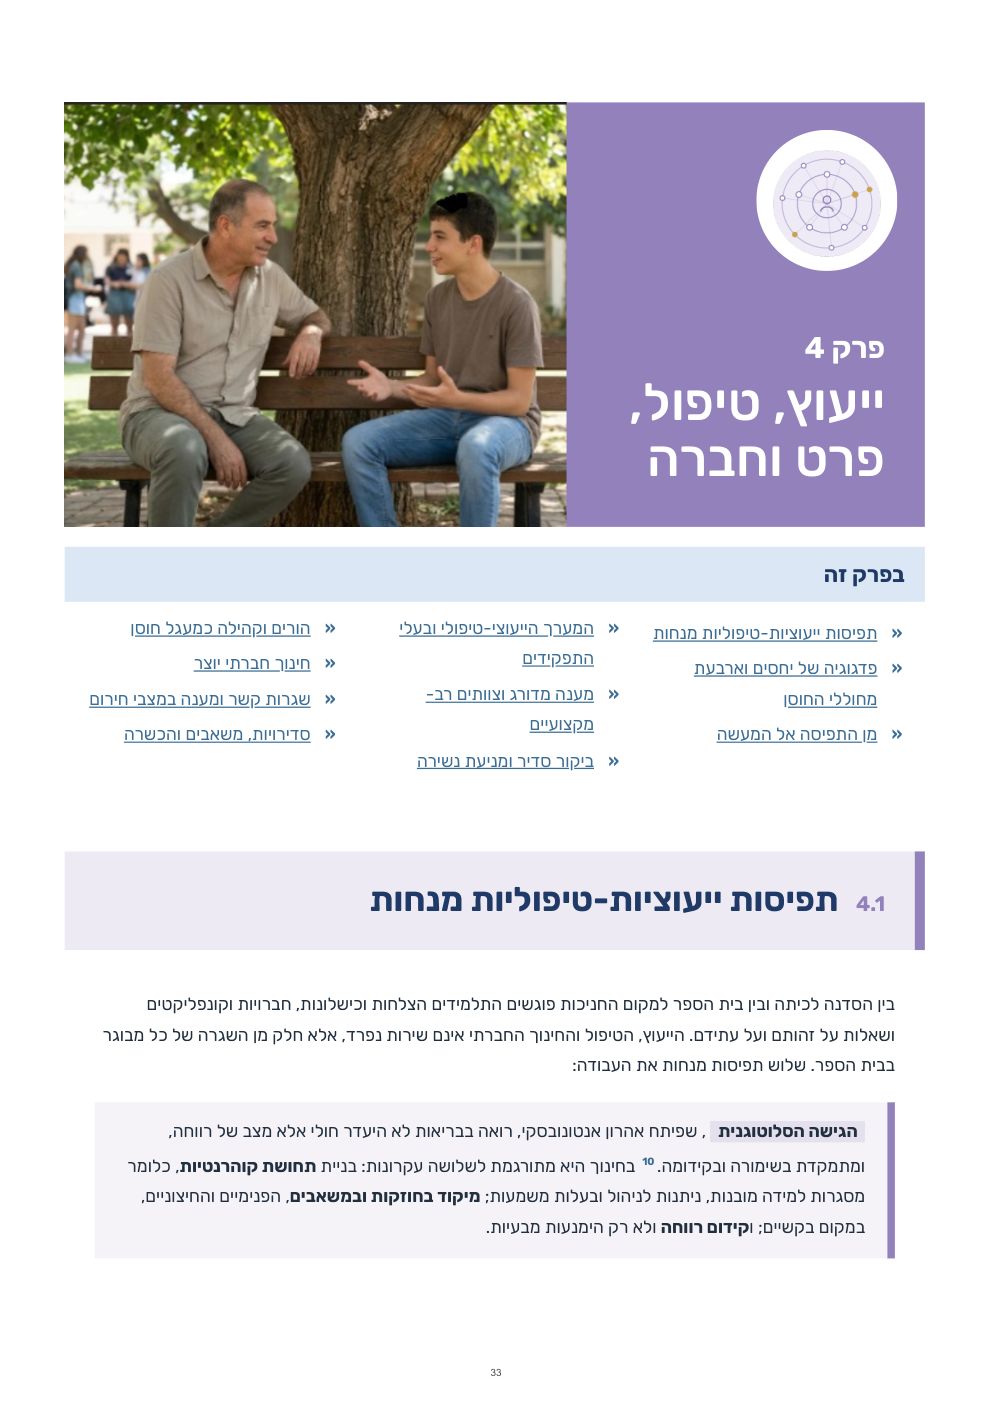 פרק 4
ייעוץ, טיפול,
פרט וחברה
בפרק זה
» תפיסות ייעוציות-טיפוליות מנחות
» פדגוגיה של יחסים וארבעת
מחוללי החוסן
» מן התפיסה אל המעשה
» המערך הייעוצי-טיפולי ובעלי
התפקידים
» מענה מדורג וצוותים רב-
מקצועיים
» ביקור סדיר ומניעת נשירה
» הורים וקהילה כמעגל חוסן
» חינוך חברתי יוצר
» שגרות קשר ומענה במצבי חירום
» סדירויות, משאבים והכשרה
4.1 תפיסות ייעוציות-טיפוליות מנחות
בין הסדנה לכיתה ובין בית הספר למקום החניכות פוגשים התלמידים הצלחות וכישלונות, חברויות וקונפליקטים
ושאלות על זהותם ועל עתידם. הייעוץ, הטיפול והחינוך החברתי אינם שירות נפרד, אלא חלק מן השגרה של כל מבוגר
בבית הספר. שלוש תפיסות מנחות את העבודה:
הגישה הסלוטוגנית , שפיתח אהרון אנטונובסקי, רואה בבריאות לא היעדר חולי אלא מצב של רווחה,
ומתמקדת בשימורה ובקידומה.10 בחינוך היא מתורגמת לשלושה עקרונות: בניית תחושת קוהרנטיות, כלומר
מסגרות למידה מובנות, ניתנות לניהול ובעלות משמעות; מיקוד בחוזקות ובמשאבים, הפנימיים והחיצוניים,
במקום בקשיים; וקידום רווחה ולא רק הימנעות מבעיות.
33